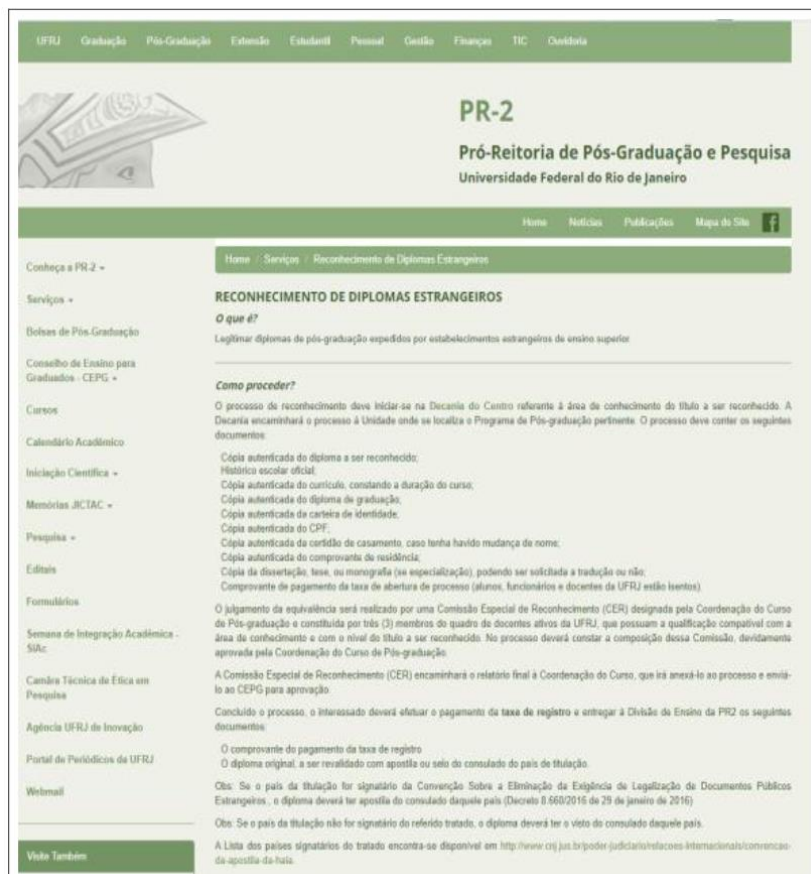 UFRJ Graduação Pós-Graduação Extensão Estudantil Pessoal Gestão Finanças TIC Ouvidoria
PR-2
Pró-Reitoria de Pós-Graduação e Pesquisa
Universidade Federal do Rio de Janeiro
Home Notícias Publicações Mapa do Site f
Conheça a PR-2
Serviços
Bolsas de Pós-Graduação
Conselho de Ensino para
Graduados - CEPG
Cursos
Calendário Acadêmico
Iniciação Científica
Memórias JICTAC
Pesquisa
Editais
Formulários
Semana de Integração Acadêmica -
SIAc
Camâra Técnica de Ética em
Pesquisa
Agência UFRJ de Inovação
Portal de Periódicos da UFRJ
Webmail
Visite Também
Home / Serviços / Reconhecimento de Diplomas Estrangeiros
RECONHECIMENTO DE DIPLOMAS ESTRANGEIROS
O que é?
Legitimar diplomas de pós-graduação expedidos por estabelecimentos estrangeiros de ensino superior.
Como proceder?
O processo de reconhecimento deve iniciar-se na Decania do Centro referente à área de conhecimento do título a ser reconhecido. A
Decania encaminhará o processo à Unidade onde se localiza o Programa de Pós-graduação pertinente. O processo deve conter os seguintes
documentos:
Cópia autenticada do diploma a ser reconhecido;
Histórico escolar oficial;
Cópia autenticada do currículo, constando a duração do curso;
Cópia autenticada do diploma de graduação;
Cópia autenticada da carteira de identidade;
Cópia autenticada do CPF;
Cópia autenticada da certidão de casamento, caso tenha havido mudança de nome;
Cópia autenticada do comprovante de residência;
Cópia da dissertação, tese, ou monografia (se especialização), podendo ser solicitada a tradução ou não;
Comprovante de pagamento da taxa de abertura de processo (alunos, funcionários e docentes da UFRJ estão isentos).
O julgamento da equivalência será realizado por uma Comissão Especial de Reconhecimento (CER) designada pela Coordenação do Curso
de Pós-graduação e constituída por três (3) membros do quadro de docentes ativos da UFRJ, que possuam a qualificação compatível com a
área de conhecimento e com o nível do título a ser reconhecido. No processo deverá constar a composição dessa Comissão, devidamente
aprovada pela Coordenação do Curso de Pós-graduação.
A Comissão Especial de Reconhecimento (CER) encaminhará o relatório final à Coordenação do Curso, que irá anexá-lo ao processo e enviá-
lo ao CEPG para aprovação.
Concluído o processo, o interessado deverá efetuar o pagamento da taxa de registro e entregar à Divisão de Ensino da PR2 os seguintes
documentos:
O comprovante do pagamento da taxa de registro
O diploma original, a ser revalidado com apostila ou selo do consulado do país de titulação.
Obs: Se o país da titulação for signatário da Convenção Sobre a Eliminação da Exigência de Legalização de Documentos Públicos
Estrangeiros , o diploma deverá ter apostila do consulado daquele país (Decreto 8.660/2016 de 29 de janeiro de 2016)
Obs: Se o país da titulação não for signatário do referido tratado, o diploma deverá ter o visto do consulado daquele país.
A Lista dos países signatários do tratado encontra-se disponível em http://www.cnj.jus.br/poder-judiciario/relacoes-internacionais/convencao-
da-apostila-da-haia.